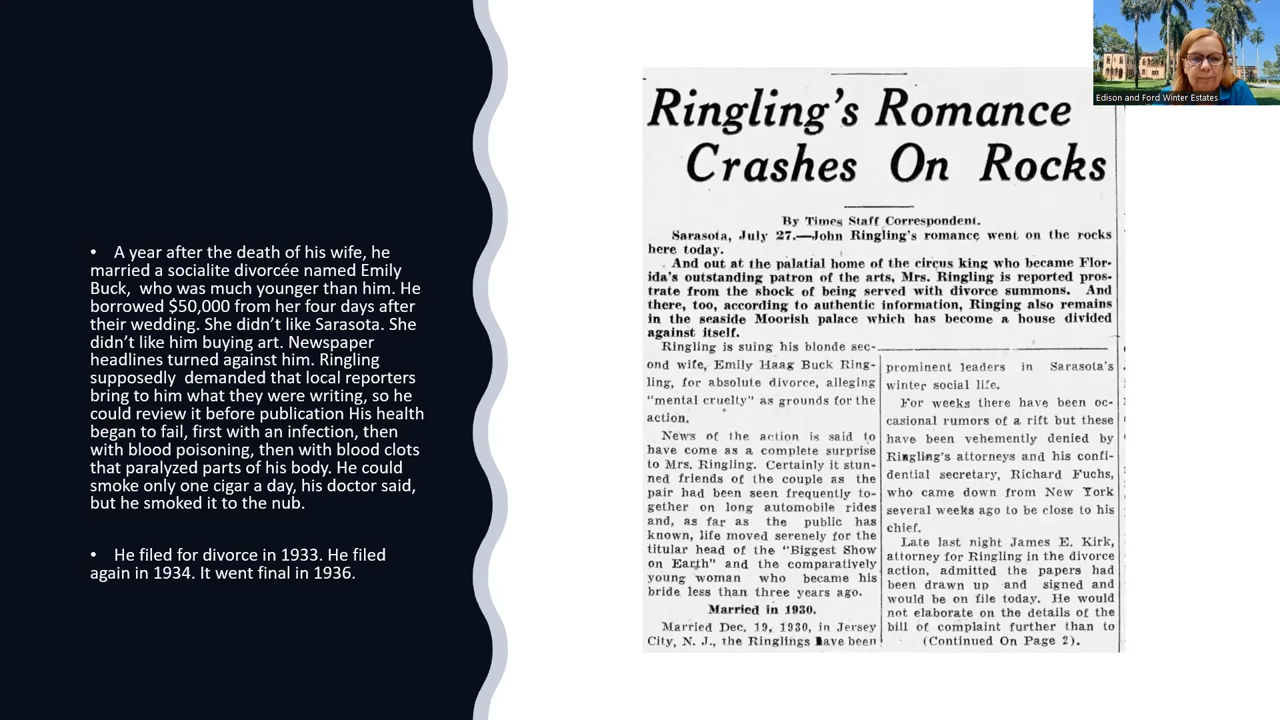 • A year after the death of his wife, he
married a socialite divorcée named Emily
Buck, who was much younger than him. He
borrowed $50,000 from her four days after
their wedding. She didn't like Sarasota. She
didn't like him buying art. Newspaper
headlines turned against him. Ringling
supposedly demanded that local reporters
bring to him what they were writing, so he
could review it before publication His health
began to fail, first with an infection, then
with blood poisoning, then with blood clots
that paralyzed parts of his body. He could
smoke only one cigar a day, his doctor said,
but he smoked it to the nub.
• He filed for divorce in 1933. He filed
again in 1934. It went final in 1936.
Ringling's Romance
Crashes On Rocks
By Times Staff Correspondent.
Sarasota, July 27.—John Ringling's romance went on the rocks
here today.
And out at the palatial home of the circus king who became Flor-
ida's outstanding patron of the arts, Mrs. Ringling is reported pros-
trate from the shock of being served with divorce summons. And
there, too, according to authentic information, Ringing also remains
in the seaside Moorish palace which has become a house divided
against itself.
Ringling is suing his blonde sec-
ond wife, Emily Haag Buck Ring-
ling, for absolute divorce, alleging
"mental cruelty" as grounds for the
action.
News of the action is said to
have come as a complete surprise
to Mrs. Ringling. Certainly it stun-
ned friends of the couple as the
pair had been seen frequently to-
gether on long automobile rides
and, as far as the public has
known, life moved serenely for the
titular head of the "Biggest Show
on Earth" and the comparatively
young woman who became his
bride less than three years ago.
Married in 1930.
Married Dec. 19, 1930, in Jersey
City, N. J., the Ringlings have been
prominent leaders in Sarasota's
winter social life.
For weeks there have been oc-
casional rumors of a rift but these
have been vehemently denied by
Ringling's attorneys and his confi-
dential secretary, Richard Fuchs,
who came down from New York
several weeks ago to be close to his
chief.
Late last night James E. Kirk,
attorney for Ringling in the divorce
action, admitted the papers had
been drawn up and signed and
would be on file today. He would
not elaborate on the details of the
bill of complaint further than to
(Continued On Page 2).
Edison and Ford Winter Estates